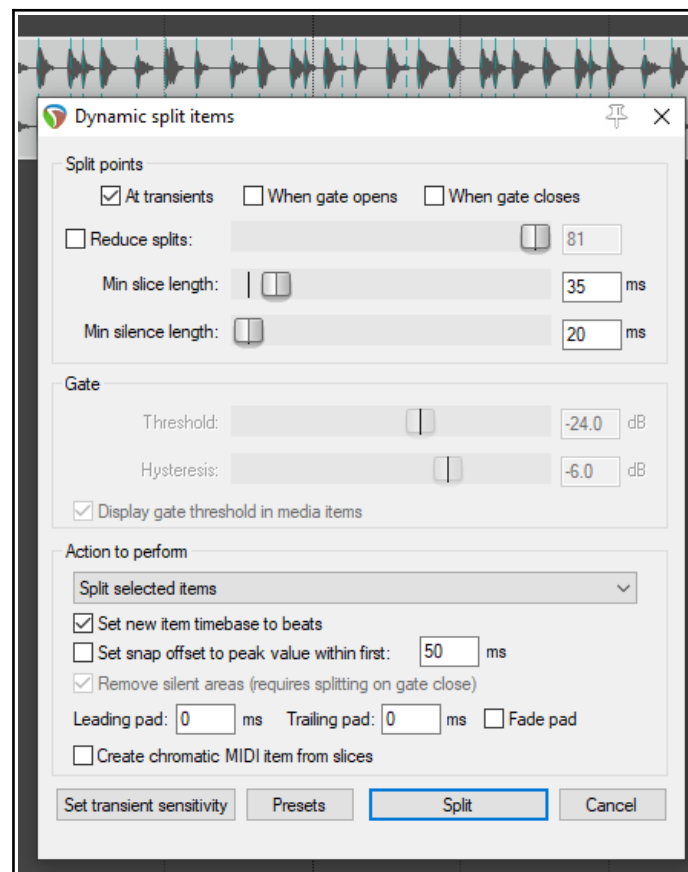 Dynamic split items
Split points
At transients When gate opens When gate closes
Reduce splits: 81
Min slice length: 35 ms
Min silence length: 20 ms
Gate
Threshold: -24.0 dB
Hysteresis: -6.0 dB
Display gate threshold in media items
Action to perform
Split selected items
Set new item timebase to beats
Set snap offset to peak value within first: 50 ms
Remove silent areas (requires splitting on gate close)
Leading pad: 0 ms Trailing pad: 0 ms Fade pad
Create chromatic MIDI item from slices
Set transient sensitivity Presets Split Cancel